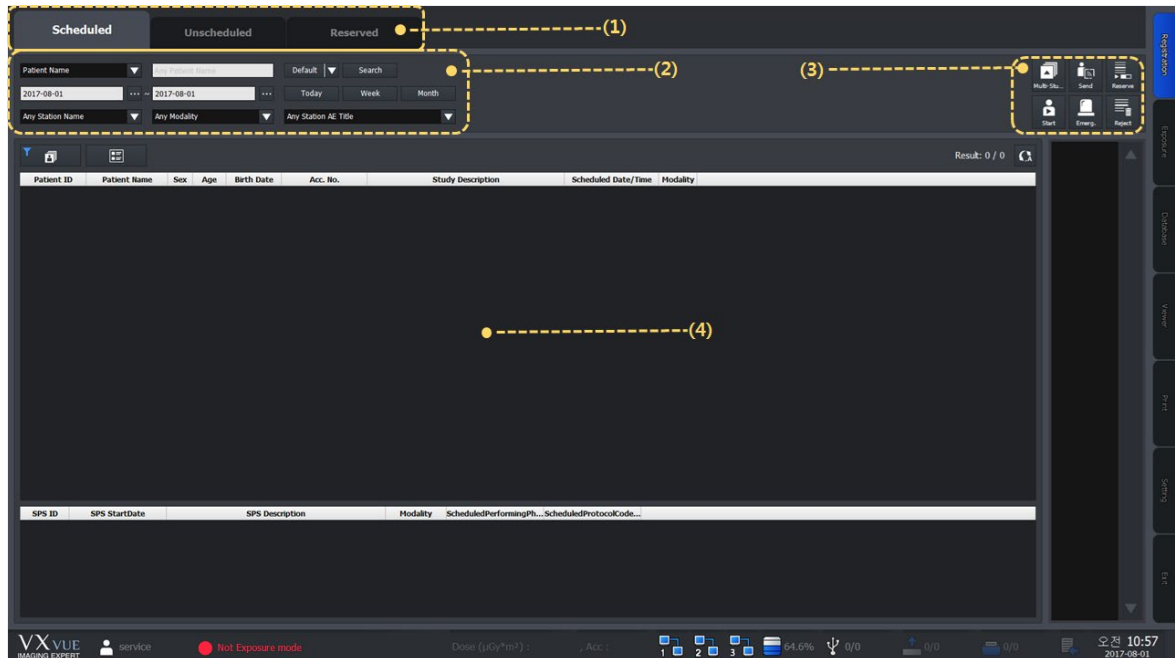 Scheduled Unscheduled Reserved (1)
Patient Name Any Patient Name Default Search (2) (3)
2017-08-01 ... ~ 2017-08-01 ... Today Week Month
Any Station Name Any Modality Any Station AE Title
Multi-Stu... Send Reserve
Start Emerg. Reject
Result: 0 / 0
Patient ID Patient Name Sex Age Birth Date Acc. No. Study Description Scheduled Date/Time Modality
(4)
SPS ID SPS StartDate SPS Description Modality ScheduledPerformingPh... ScheduledProtocolCode...
Registration
Exposure
Database
Viewer
Print
Setting
Exit
VXVUE
IMAGING EXPERT
service
Not Exposure mode
Dose (µGy*m²) : , Acc :
1 2 3 64.6% 0/0 0/0 0/0
오전 10:57
2017-08-01